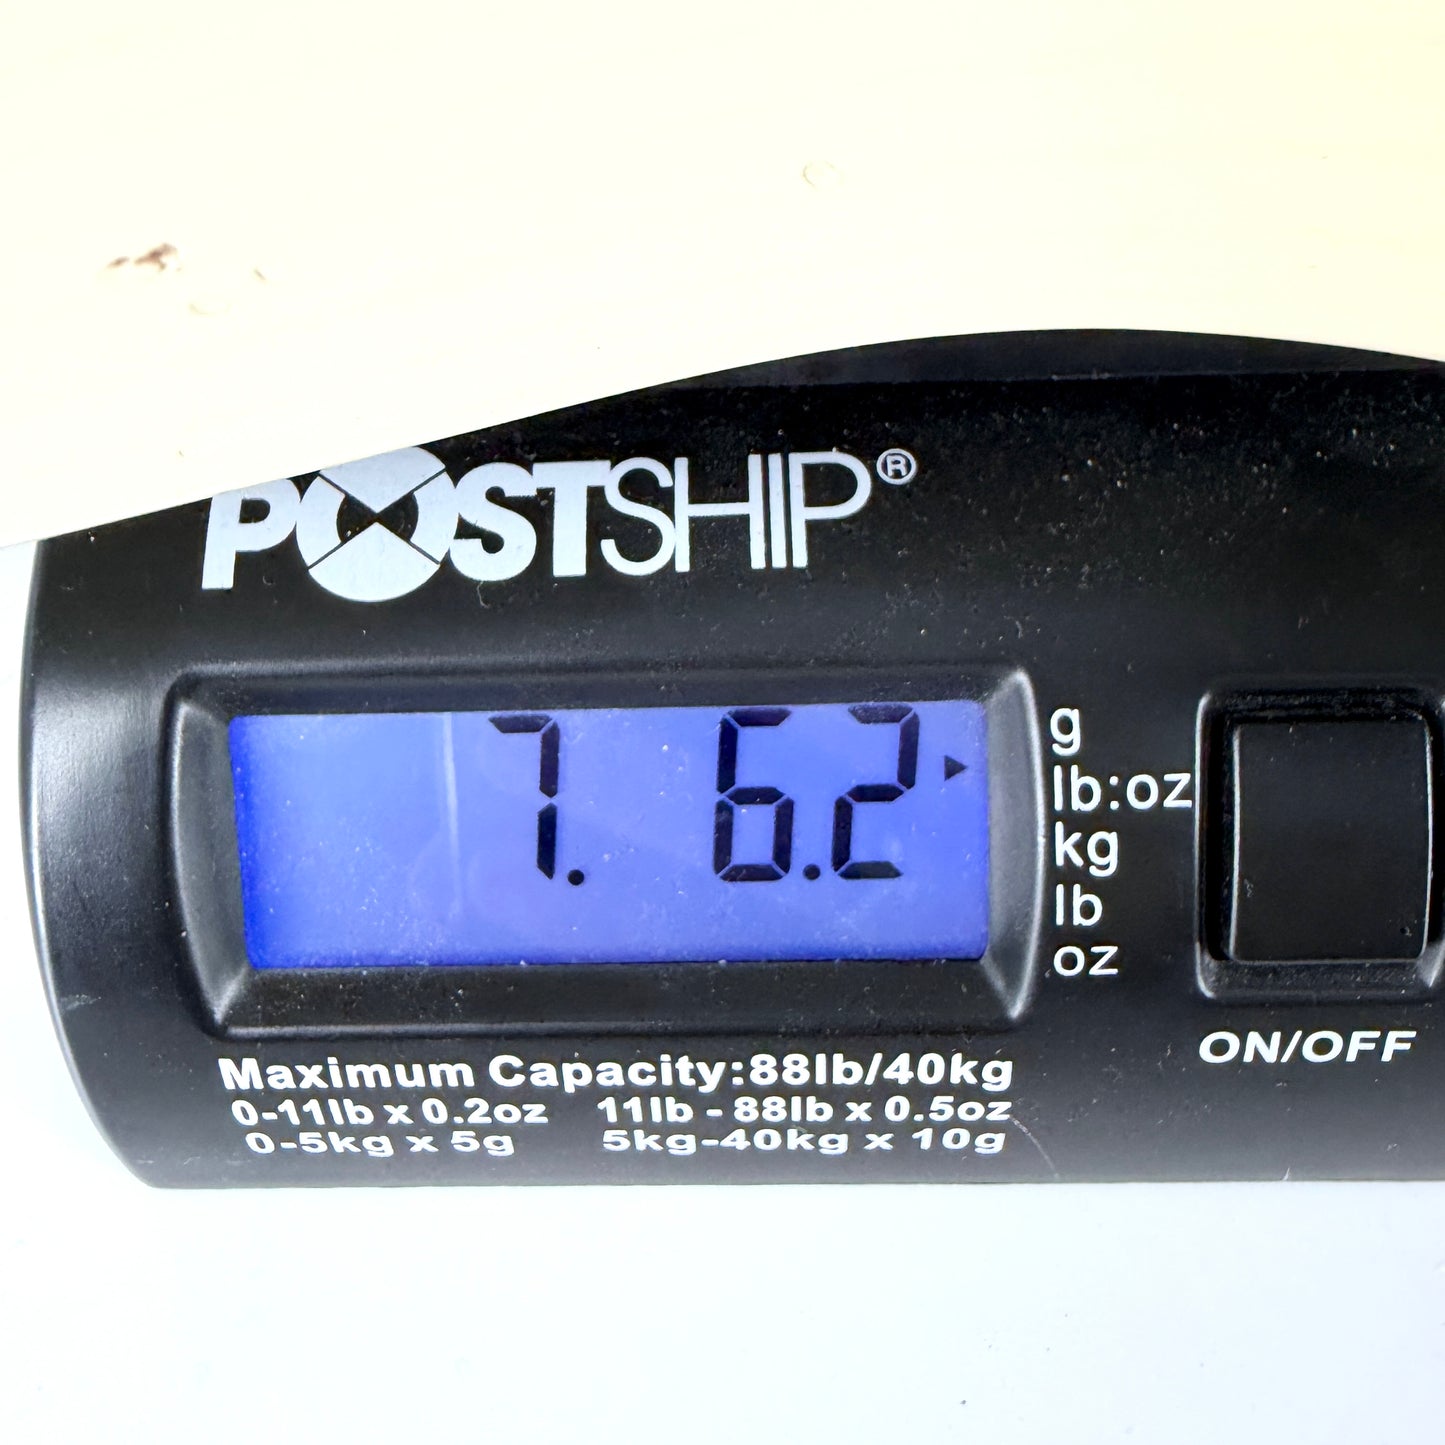 POSTSHIP®
7. 6.2
g
lb:oz
kg
lb
oz
ON/OFF
Maximum Capacity:88lb/40kg
0-11lb x 0.2oz 11lb - 88lb x 0.5oz
0-5kg x 5g 5kg-40kg x 10g